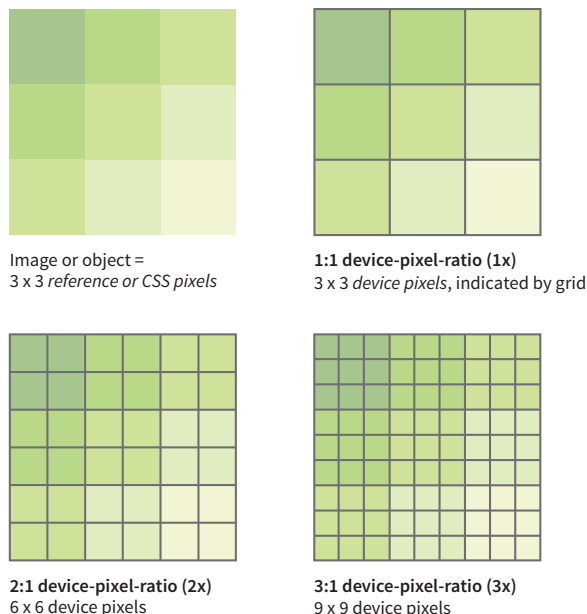 Image or object =
3 x 3 reference or CSS pixels
1:1 device-pixel-ratio (1x)
3 x 3 device pixels, indicated by grid
2:1 device-pixel-ratio (2x)
6 x 6 device pixels
3:1 device-pixel-ratio (3x)
9 x 9 device pixels